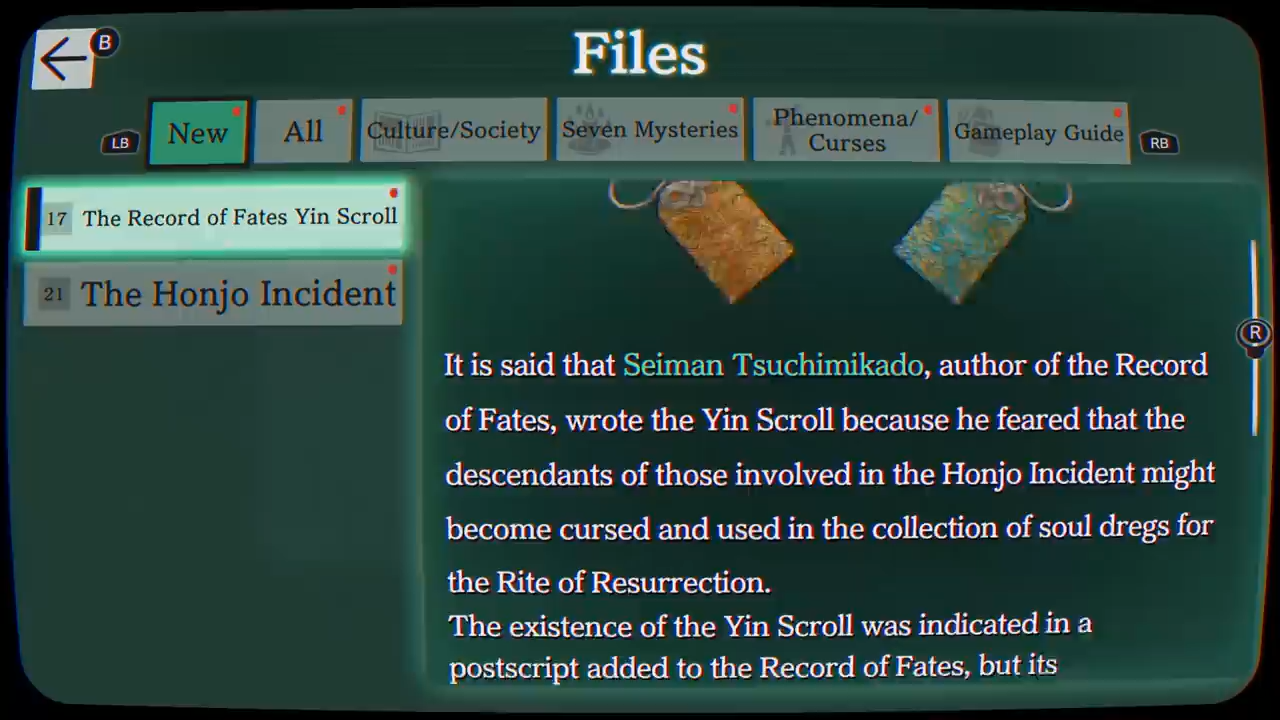 B
Files
LB
New
All
Culture/Society
Seven Mysteries
Phenomena/
Curses
Gameplay Guide
RB
17 The Record of Fates Yin Scroll
21 The Honjo Incident
R
It is said that Seiman Tsuchimikado, author of the Record
of Fates, wrote the Yin Scroll because he feared that the
descendants of those involved in the Honjo Incident might
become cursed and used in the collection of soul dregs for
the Rite of Resurrection.
The existence of the Yin Scroll was indicated in a
postscript added to the Record of Fates, but its